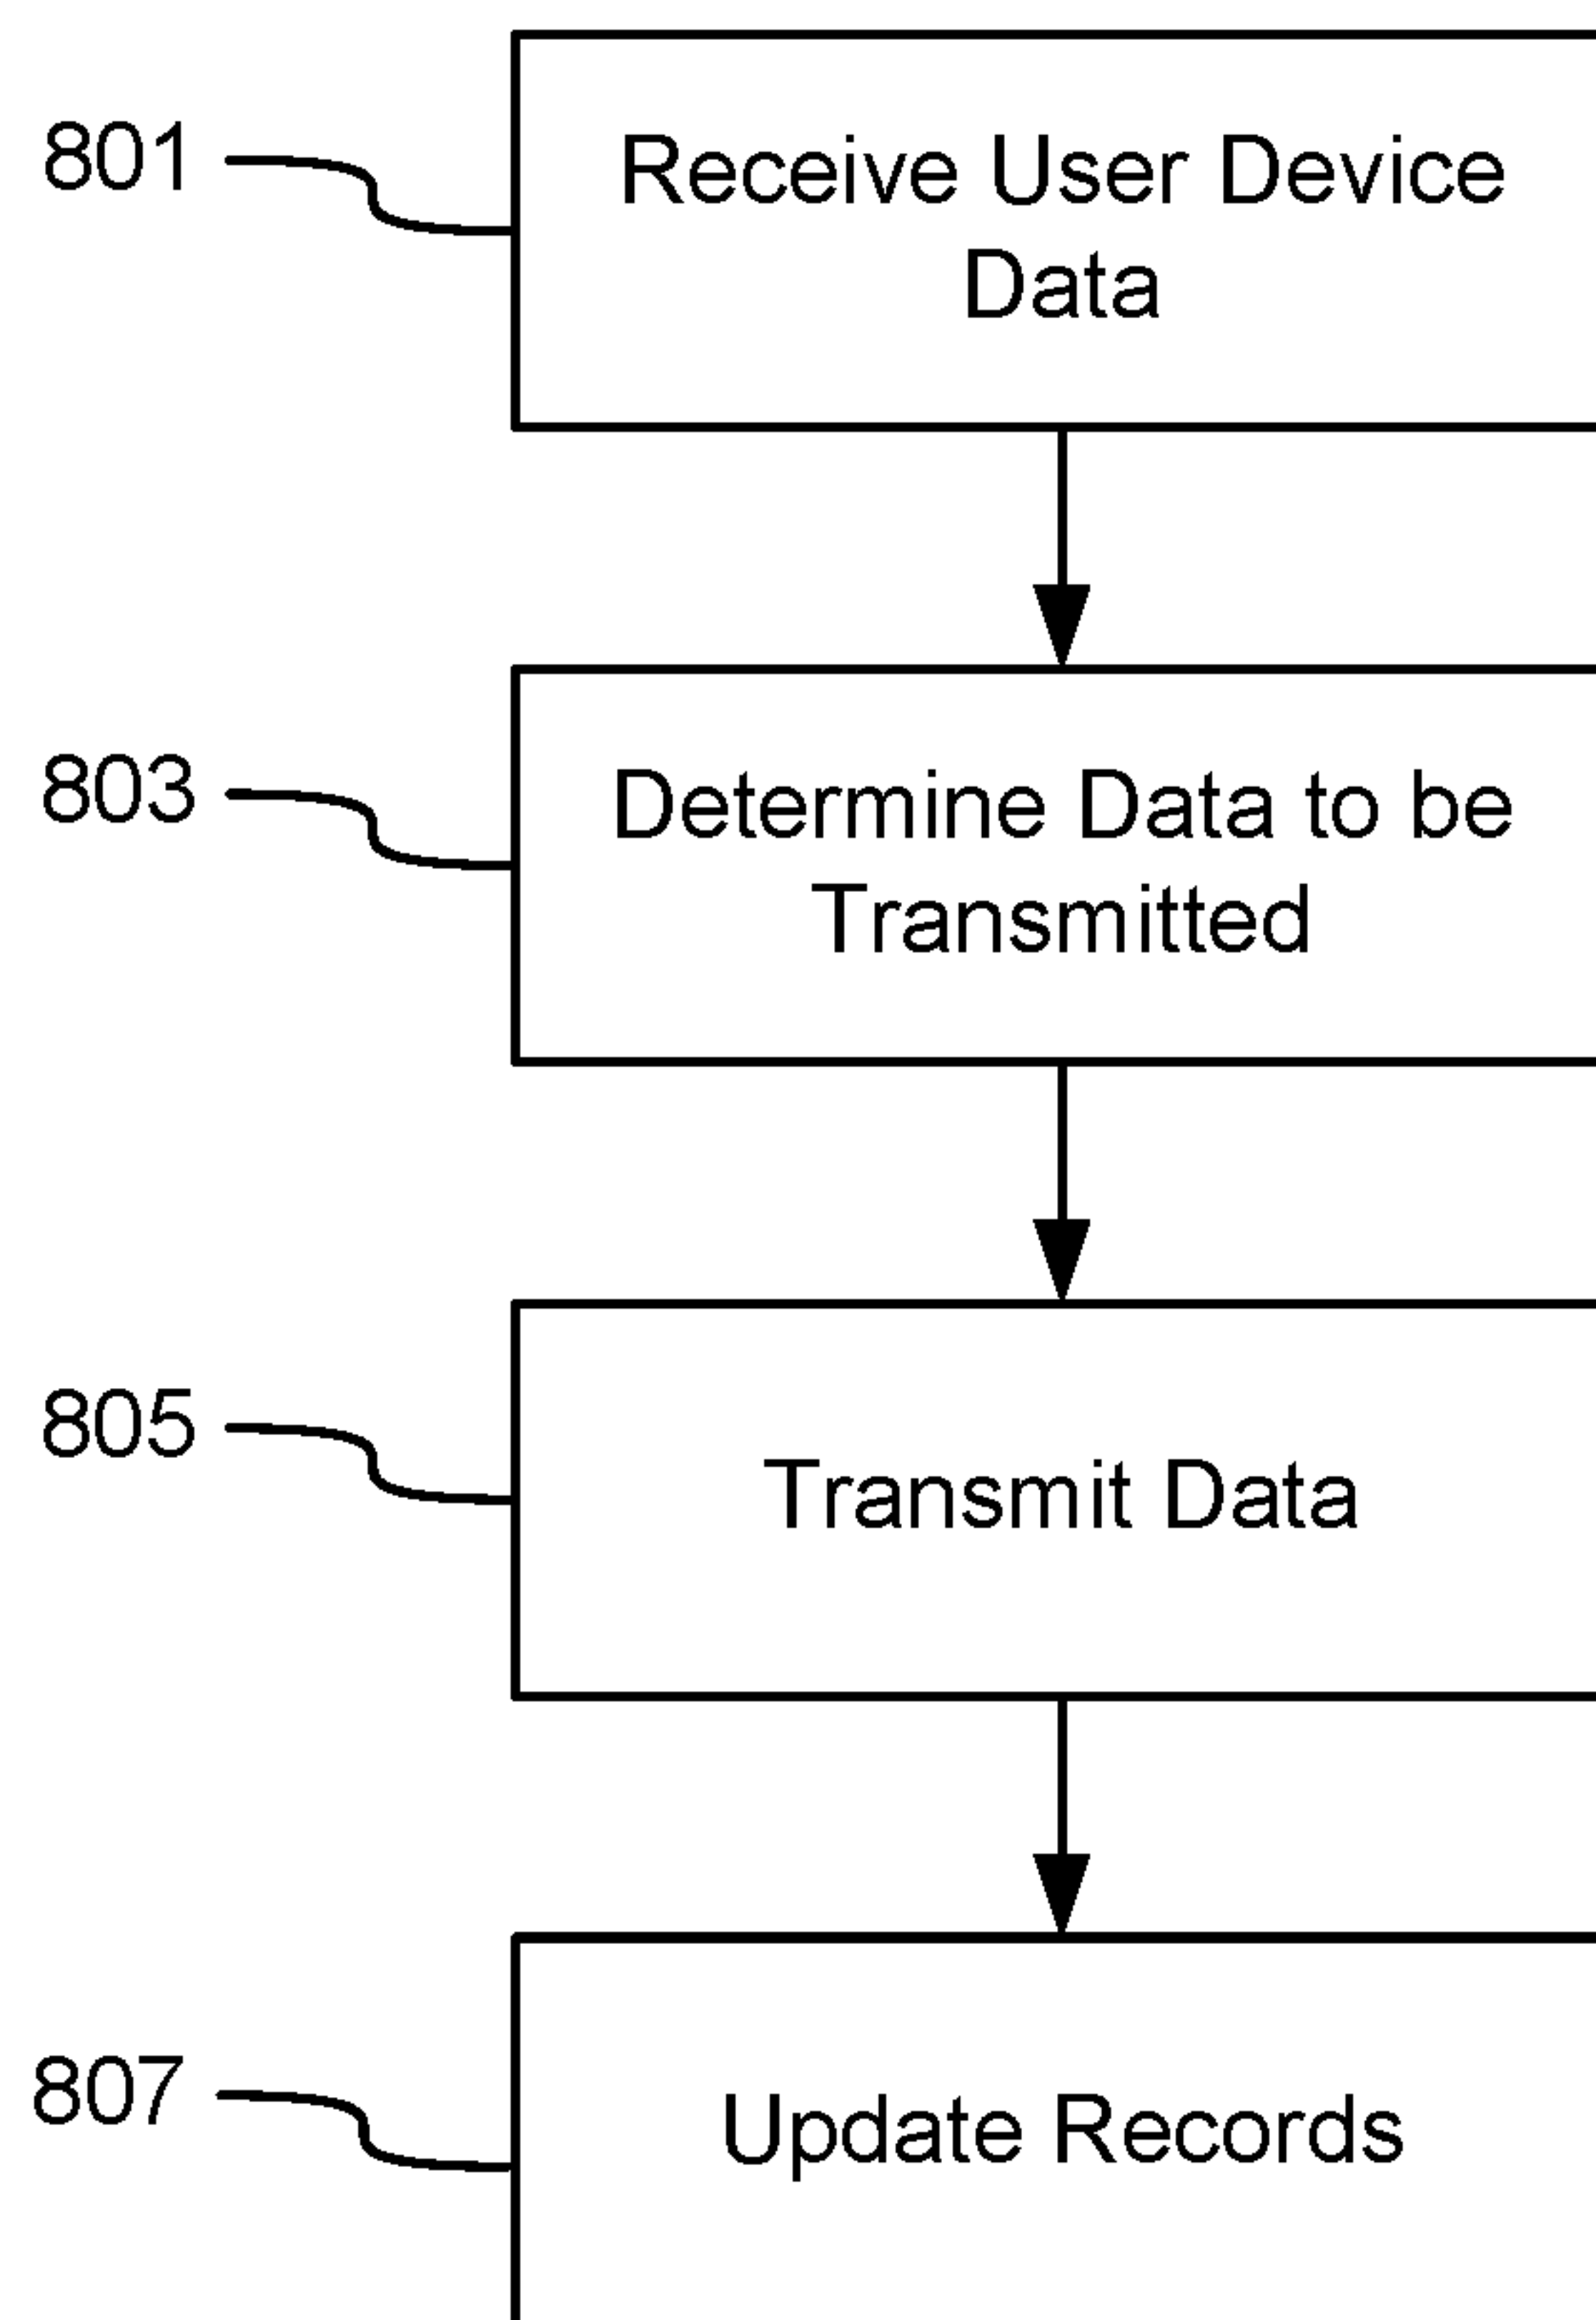 801
Receive User Device
Data
803
Determine Data to be
Transmitted
805
Transmit Data
807
Update Records